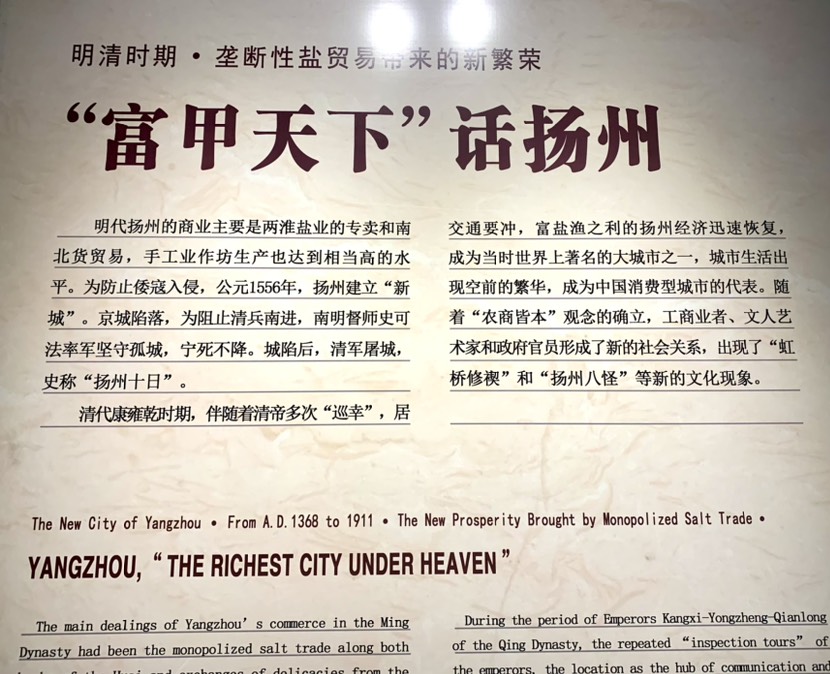 明清时期·垄断性盐贸易带来的新繁荣
“富甲天下”话扬州
明代扬州的商业主要是两淮盐业的专卖和南
北货贸易，手工业作坊生产也达到相当高的水
平。为防止倭寇入侵，公元1556年，扬州建立“新
城”。京城陷落，为阻止清兵南进，南明督师史可
法率军坚守孤城，宁死不降。城陷后，清军屠城，
史称“扬州十日”。
清代康雍乾时期，伴随着清帝多次“巡幸”，居
交通要冲，富盐渔之利的扬州经济迅速恢复，
成为当时世界上著名的大城市之一，城市生活出
现空前的繁华，成为中国消费型城市的代表。随
着“农商皆本”观念的确立，工商业者、文人艺
术家和政府官员形成了新的社会关系，出现了“虹
桥修禊”和“扬州八怪”等新的文化现象。
The New City of Yangzhou • From A.D.1368 to 1911 • The New Prosperity Brought by Monopolized Salt Trade •
YANGZHOU, “THE RICHEST CITY UNDER HEAVEN”
The main dealings of Yangzhou’s commerce in the Ming
Dynasty had been the monopolized salt trade along both
of the Huai and exchanges of delicacies from the
During the period of Emperors Kangxi-Yongzheng-Qianlong
of the Qing Dynasty, the repeated “inspection tours” of
the emperors, the location as the hub of communication and